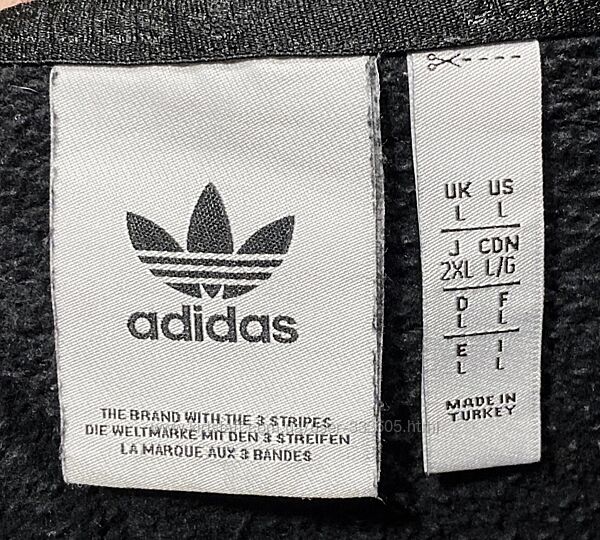 adidas
THE BRAND WITH THE 3 STRIPES
DIE WELTMARKE MIT DEN 3 STREIFEN
LA MARQUE AUX 3 BANDES
UK US
L L
J CDN
2XL L/G
D F
L L
E I
L L
MADE IN
TURKEY